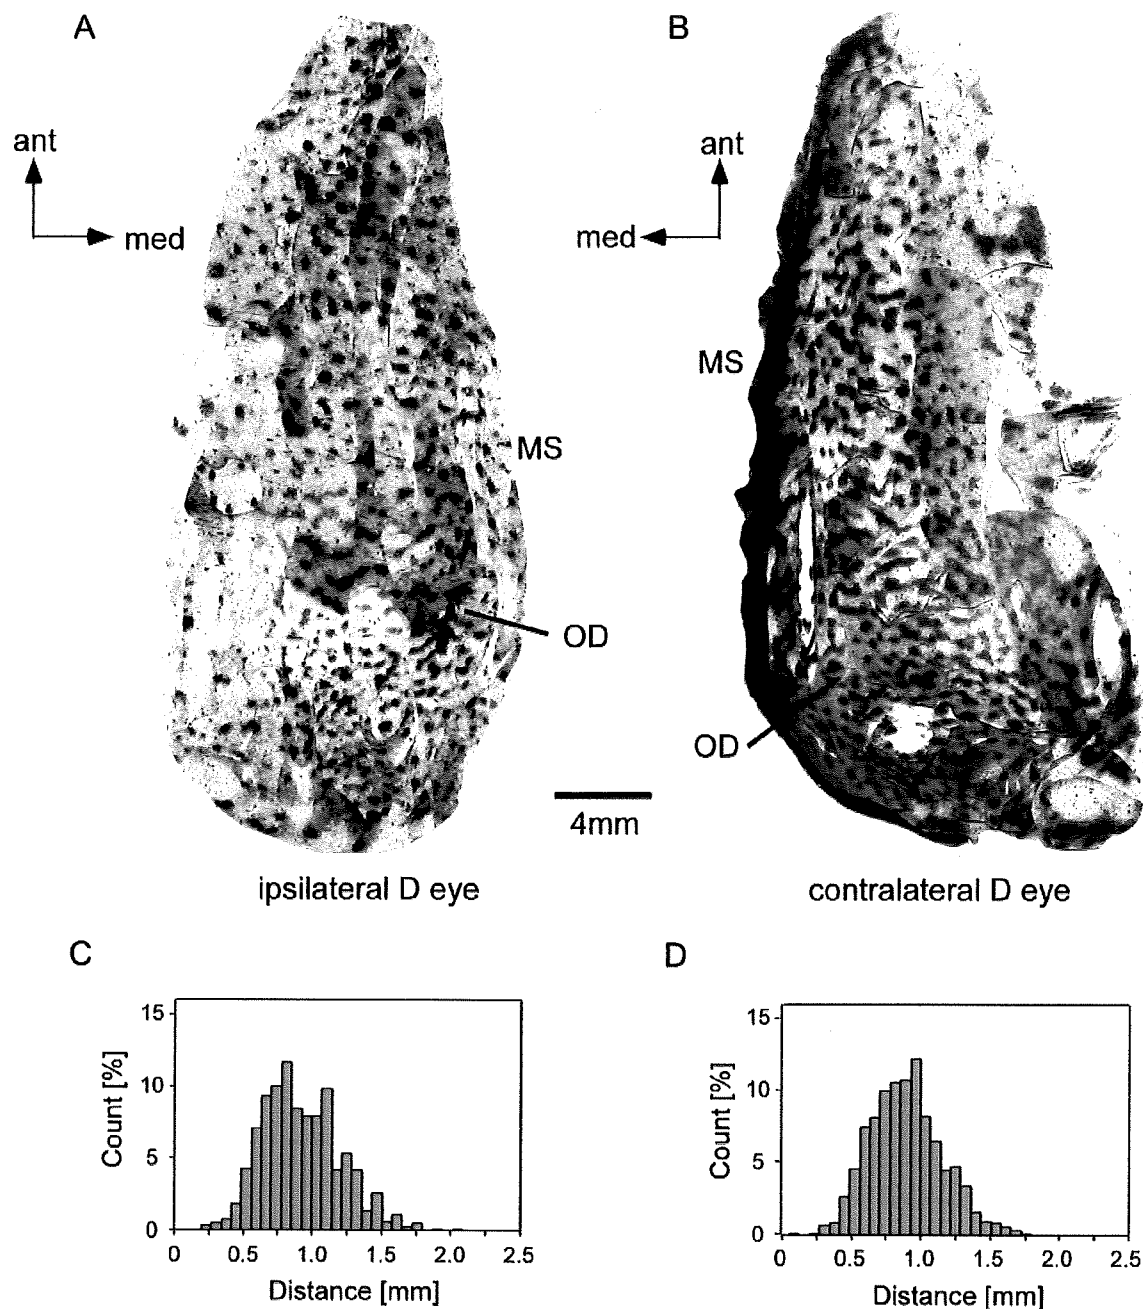 A
B
ant
med
ant
med
MS
MS
OD
OD
4mm
ipsilateral D eye
contralateral D eye
C
D
15
10
5
0
Count [%]
0 0.5 1.0 1.5 2.0 2.5
Distance [mm]
15
10
5
0
Count [%]
0 0.5 1.0 1.5 2.0 2.5
Distance [mm]